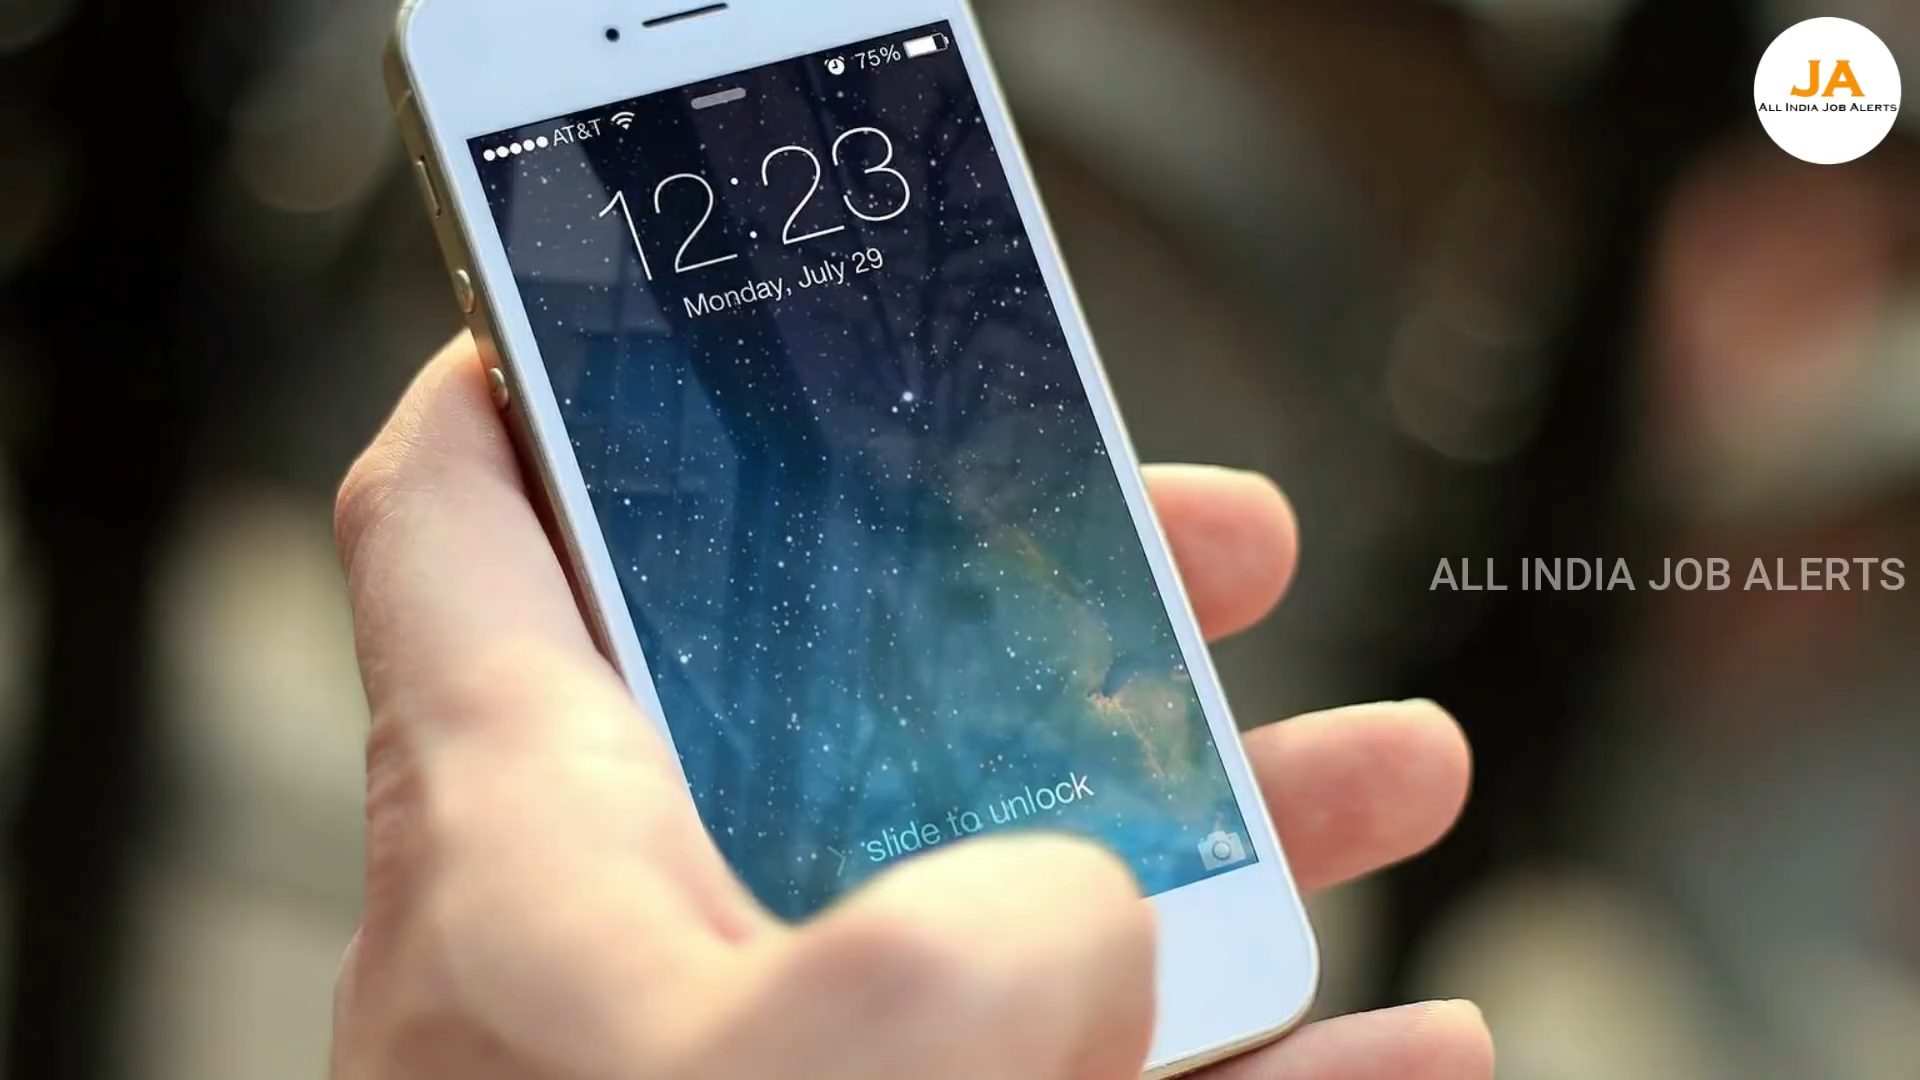 75%
●●●●● AT&T
12:23
Monday, July 29
slide to unlock
JA
ALL INDIA JOB ALERTS
ALL INDIA JOB ALERTS